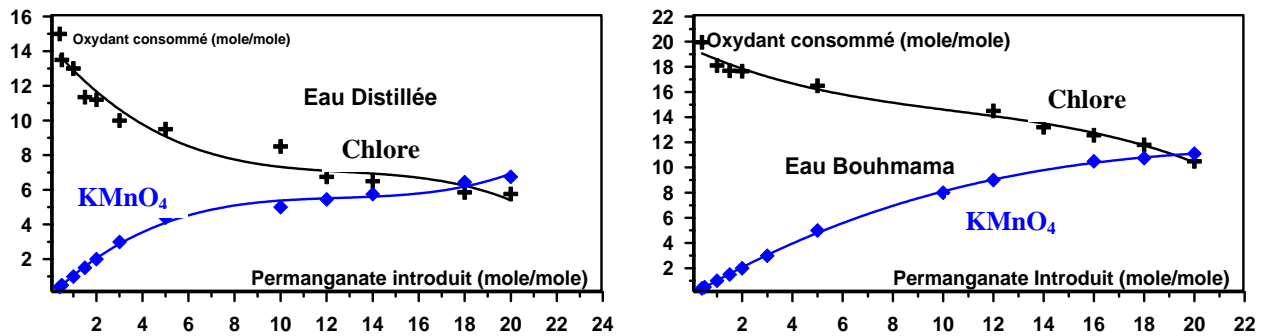 16
14
12
10
8
6
4
2
Oxydant consommé (mole/mole)
Eau Distillée
Chlore
KMnO₄
Permanganate introduit (mole/mole)
2 4 6 8 10 12 14 16 18 20 22 24
22
20
18
16
14
12
10
8
6
4
2
Oxydant consommé (mole/mole)
Chlore
Eau Bouhmama
KMnO₄
Permanganate Introduit (mole/mole)
2 4 6 8 10 12 14 16 18 20 22